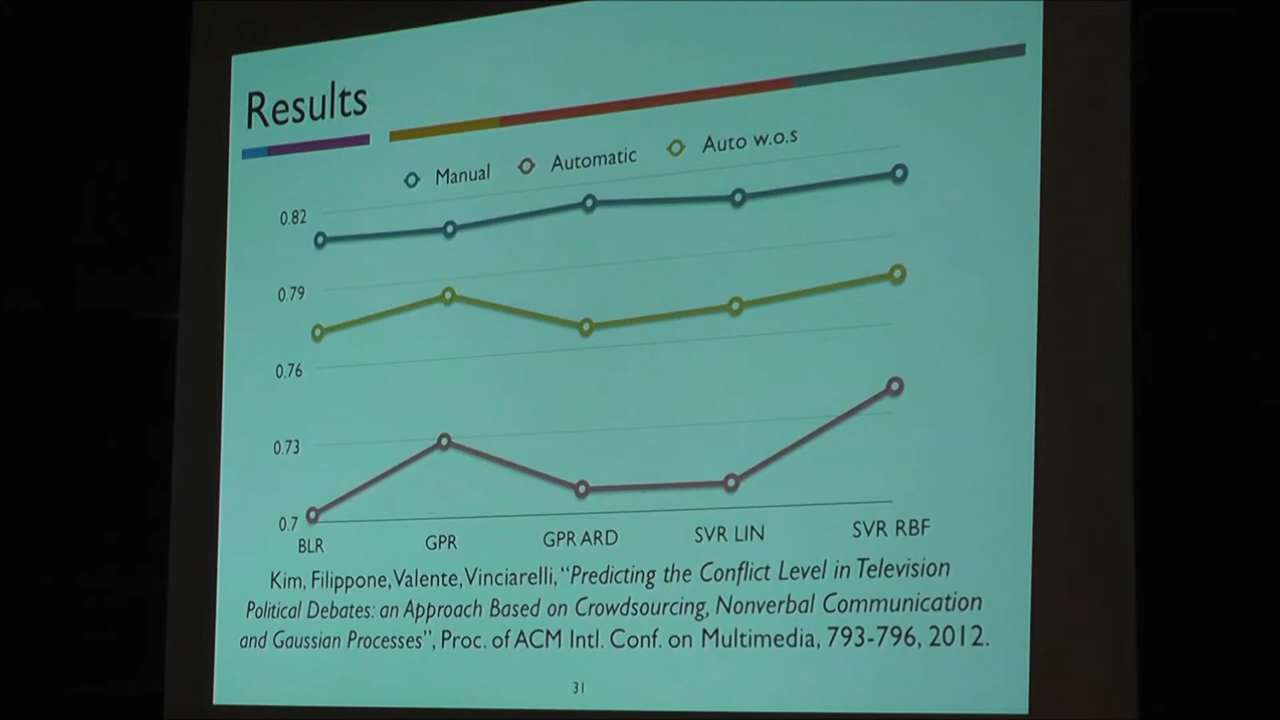 Results
Manual Automatic Auto w.o.s
0.82
0.79
0.76
0.73
0.7
BLR GPR GPR ARD SVR LIN SVR RBF
Kim, Filippone, Valente, Vinciarelli, “Predicting the Conflict Level in Television
Political Debates: an Approach Based on Crowdsourcing, Nonverbal Communication
and Gaussian Processes”, Proc. of ACM Intl. Conf. on Multimedia, 793-796, 2012.
31